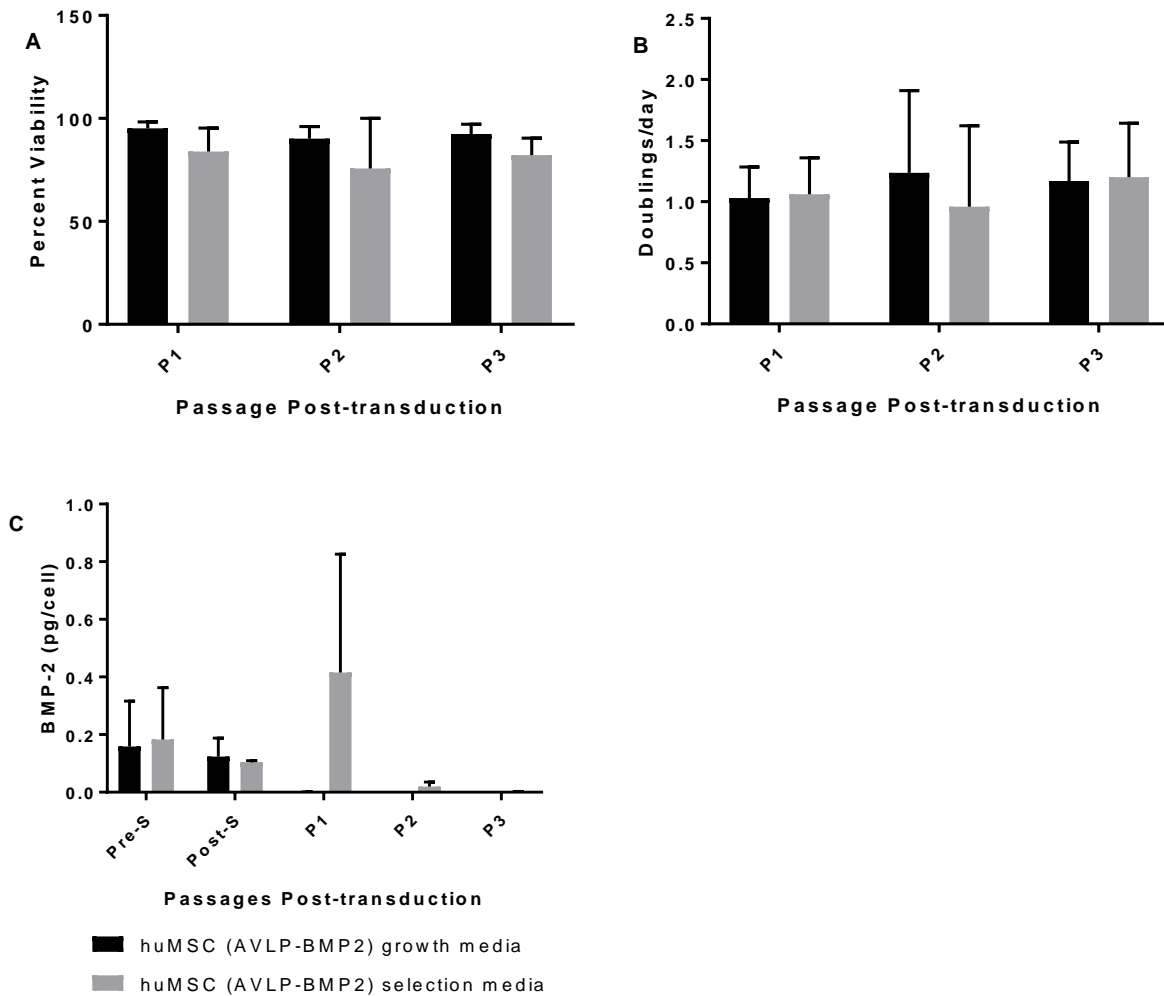 A
Percent Viability
150
100
50
0
P1
P2
P3
Passage Post-transduction
B
Doublings/day
2.5
2.0
1.5
1.0
0.5
0.0
P1
P2
P3
Passage Post-transduction
C
BMP-2 (pg/cell)
1.0
0.8
0.6
0.4
0.2
0.0
Pre-S
Post-S
P1
P2
P3
Passages Post-transduction
huMSC (AVLP-BMP2) growth media
huMSC (AVLP-BMP2) selection media